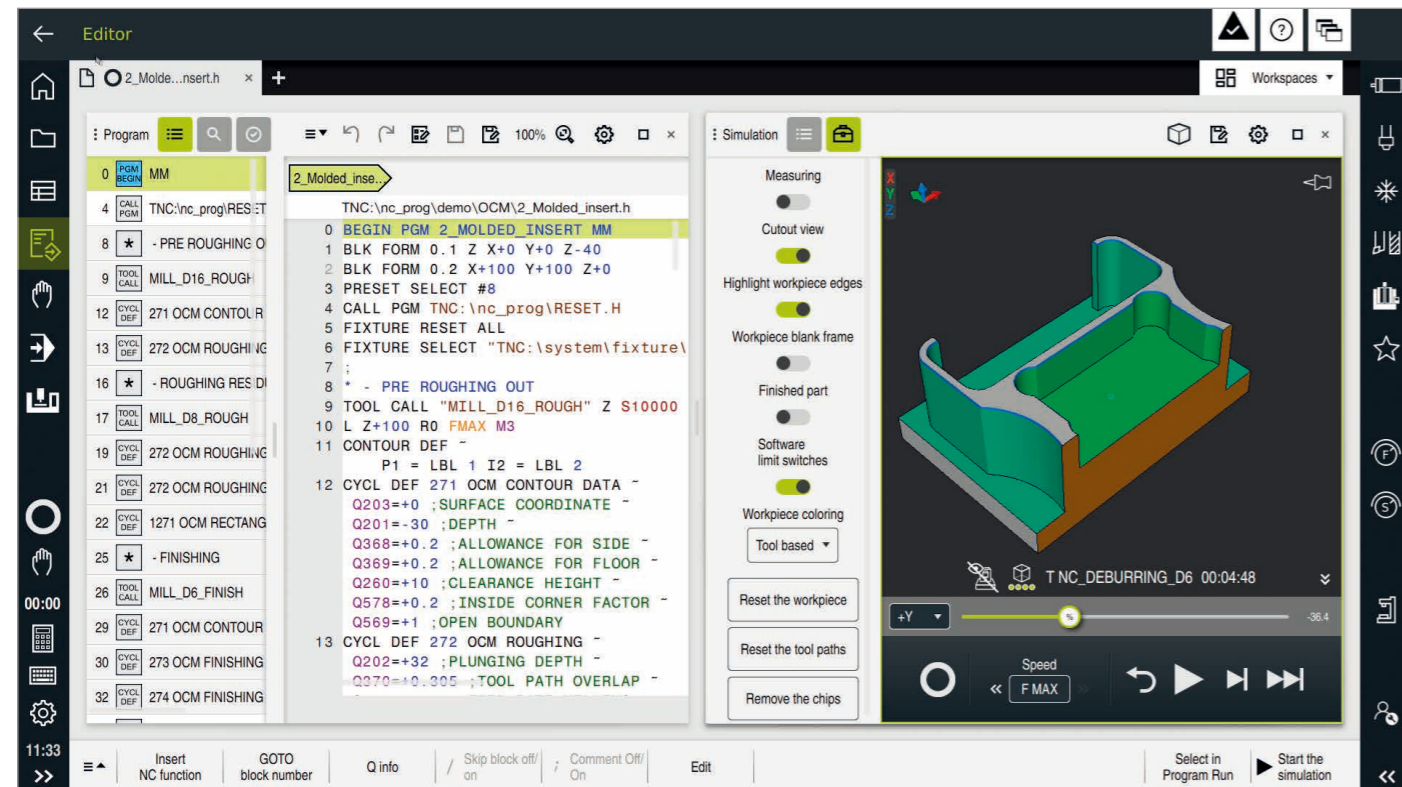 Editor
2_Molde...nsert.h × +
Workspaces
Program
100%
0 PGM BEGIN MM
4 CALL PGM TNC:\nc_prog\RESET
8 * - PRE ROUGHING O
9 TOOL CALL MILL_D16_ROUGH
12 CYCL DEF 271 OCM CONTOUR
13 CYCL DEF 272 OCM ROUGHING
16 * - ROUGHING RESIDU
17 TOOL CALL MILL_D8_ROUGH
19 CYCL DEF 272 OCM ROUGHING
21 CYCL DEF 272 OCM ROUGHING
22 CYCL DEF 1271 OCM RECTANG
25 * - FINISHING
26 TOOL CALL MILL_D6_FINISH
29 CYCL DEF 271 OCM CONTOUR
30 CYCL DEF 273 OCM FINISHING
32 CYCL DEF 274 OCM FINISHING
2_Molded_inse...
TNC:\nc_prog\demo\OCM\2_Molded_insert.h
0 BEGIN PGM 2_MOLDED_INSERT MM
1 BLK FORM 0.1 Z X+0 Y+0 Z-40
2 BLK FORM 0.2 X+100 Y+100 Z+0
3 PRESET SELECT #8
4 CALL PGM TNC:\nc_prog\RESET.H
5 FIXTURE RESET ALL
6 FIXTURE SELECT "TNC:\system\fixture\
7 ;
8 * - PRE ROUGHING OUT
9 TOOL CALL "MILL_D16_ROUGH" Z S10000
10 L Z+100 R0 FMAX M3
11 CONTOUR DEF ~
P1 = LBL 1 I2 = LBL 2
12 CYCL DEF 271 OCM CONTOUR DATA ~
Q203=+0 ;SURFACE COORDINATE ~
Q201=-30 ;DEPTH ~
Q368=+0.2 ;ALLOWANCE FOR SIDE ~
Q369=+0.2 ;ALLOWANCE FOR FLOOR ~
Q260=+10 ;CLEARANCE HEIGHT ~
Q578=+0.2 ;INSIDE CORNER FACTOR ~
Q569=+1 ;OPEN BOUNDARY
13 CYCL DEF 272 OCM ROUGHING ~
Q202=+32 ;PLUNGING DEPTH ~
Q370=+0.305 ;TOOL PATH OVERLAP ~
Simulation
Measuring
Cutout view
Highlight workpiece edges
Workpiece blank frame
Finished part
Software
limit switches
Workpiece coloring
Tool based
Reset the workpiece
Reset the tool paths
Remove the chips
X
Y
Z
T NC_DEBURRING_D6 00:04:48
+Y % -36.4
Speed
F MAX
F
S
00:00
11:33
Insert
NC function
GOTO
block number
Q info
/ Skip block off/
on
; Comment Off/
On
Edit
Select in
Program Run
Start the
simulation